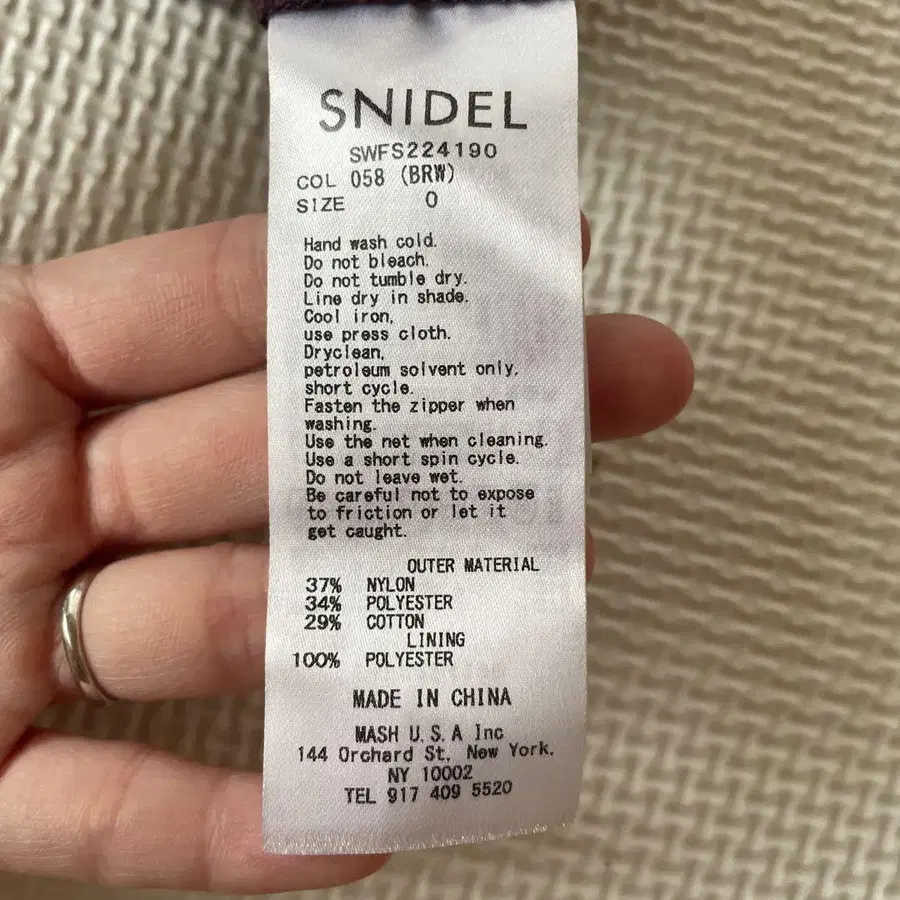 SNIDEL
SWFS224190
COL 058 (BRW)
SIZE 0
Hand wash cold.
Do not bleach.
Do not tumble dry.
Line dry in shade.
Cool iron,
use press cloth.
Dryclean,
petroleum solvent only,
short cycle.
Fasten the zipper when
washing.
Use the net when cleaning.
Use a short spin cycle.
Do not leave wet.
Be careful not to expose
to friction or let it
get caught.
OUTER MATERIAL
37% NYLON
34% POLYESTER
29% COTTON
LINING
100% POLYESTER
MADE IN CHINA
MASH U.S.A Inc
144 Orchard St, New York.
NY 10002
TEL 917 409 5520